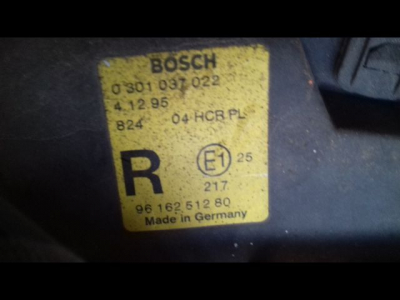 BOSCH
0 301 037 022
4.12.95
824 04 HCR PL
R E1 25
217
96 162 512 80
Made in Germany